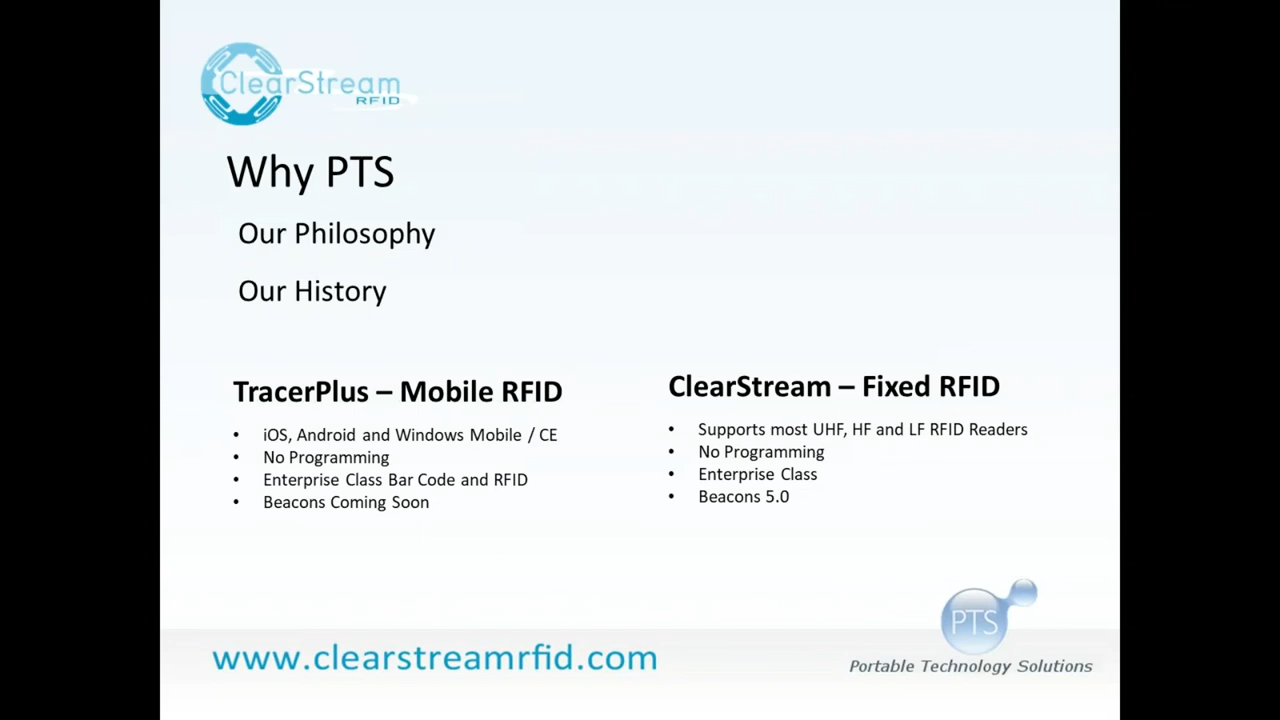 ClearStream
RFID
Why PTS
Our Philosophy
Our History
TracerPlus – Mobile RFID
• iOS, Android and Windows Mobile / CE
• No Programming
• Enterprise Class Bar Code and RFID
• Beacons Coming Soon
ClearStream – Fixed RFID
• Supports most UHF, HF and LF RFID Readers
• No Programming
• Enterprise Class
• Beacons 5.0
PTS
www.clearstreamrfid.com
Portable Technology Solutions